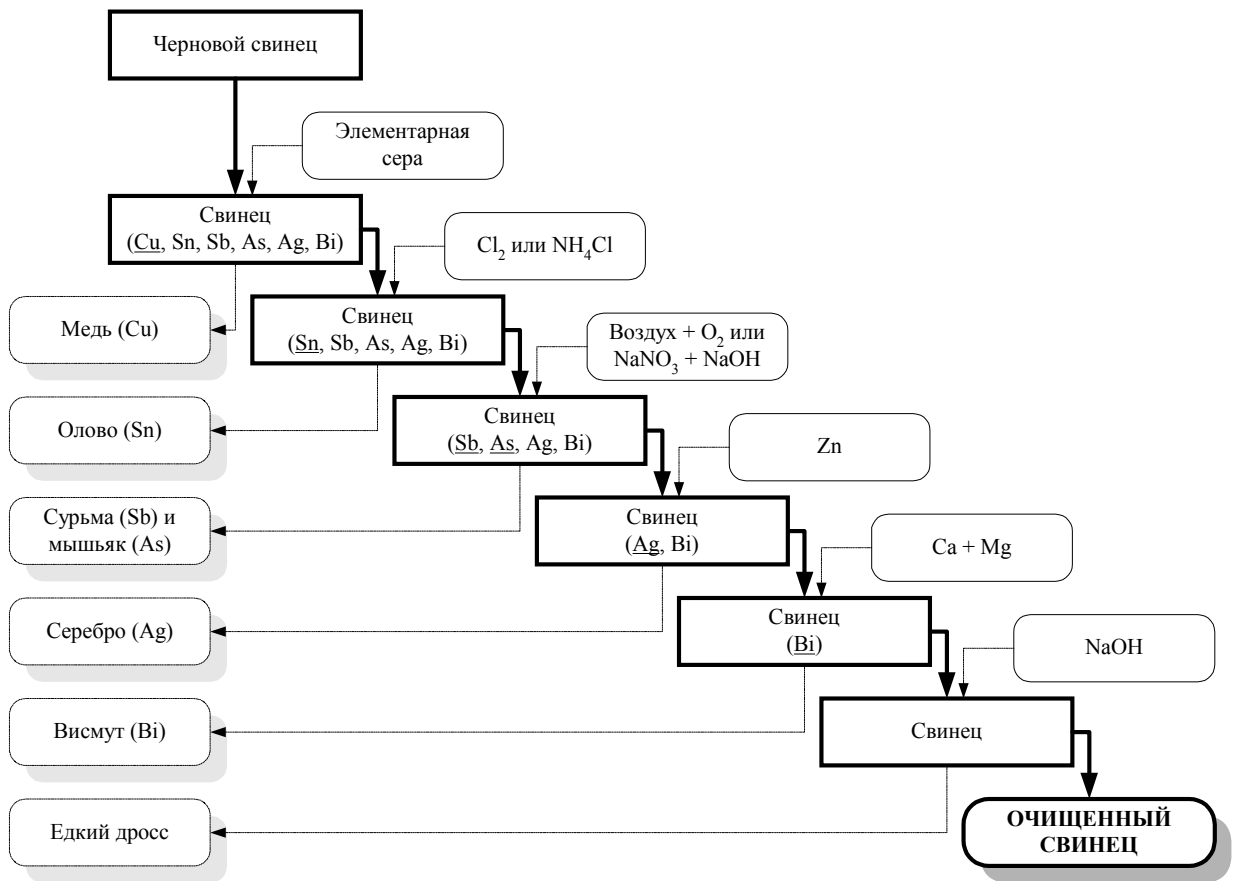 Черновой свинец
Элементарная
сера
Свинец
(Cu, Sn, Sb, As, Ag, Bi)
Cl₂ или NH₄Cl
Медь (Cu)
Свинец
(Sn, Sb, As, Ag, Bi)
Воздух + O₂ или
NaNO₃ + NaOH
Олово (Sn)
Свинец
(Sb, As, Ag, Bi)
Zn
Сурьма (Sb) и
мышьяк (As)
Свинец
(Ag, Bi)
Ca + Mg
Серебро (Ag)
Свинец
(Bi)
NaOH
Висмут (Bi)
Свинец
Едкий дросс
ОЧИЩЕННЫЙ
СВИНЕЦ